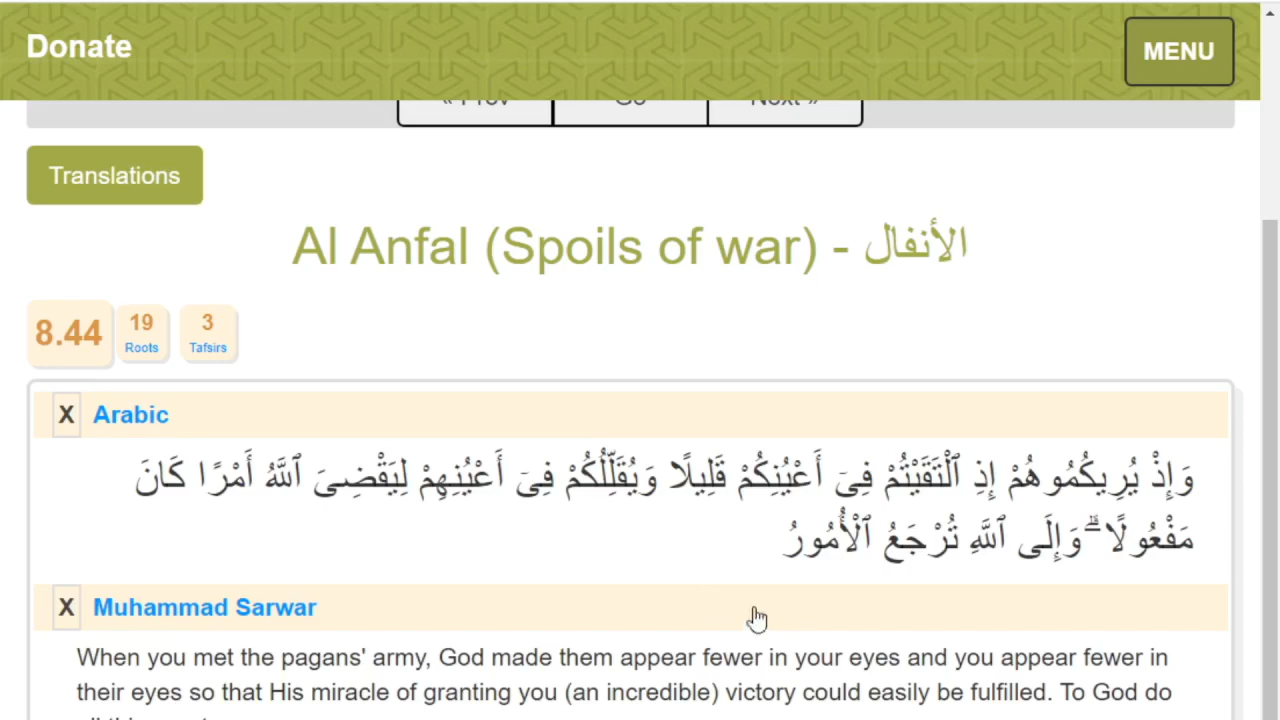 Donate
MENU
« Prev
Go
Next »
Translations
Al Anfal (Spoils of war) - الأنفال
8.44
19
Roots
3
Tafsirs
X Arabic
وَإِذْ يُرِيكُمُوهُمْ إِذِ ٱلْتَقَيْتُمْ فِىٓ أَعْيُنِكُمْ قَلِيلًا وَيُقَلِّلُكُمْ فِىٓ أَعْيُنِهِمْ لِيَقْضِىَ ٱللَّهُ أَمْرًا كَانَ
مَفْعُولًا ۗ وَإِلَى ٱللَّهِ تُرْجَعُ ٱلْأُمُورُ
X Muhammad Sarwar
When you met the pagans' army, God made them appear fewer in your eyes and you appear fewer in
their eyes so that His miracle of granting you (an incredible) victory could easily be fulfilled. To God do